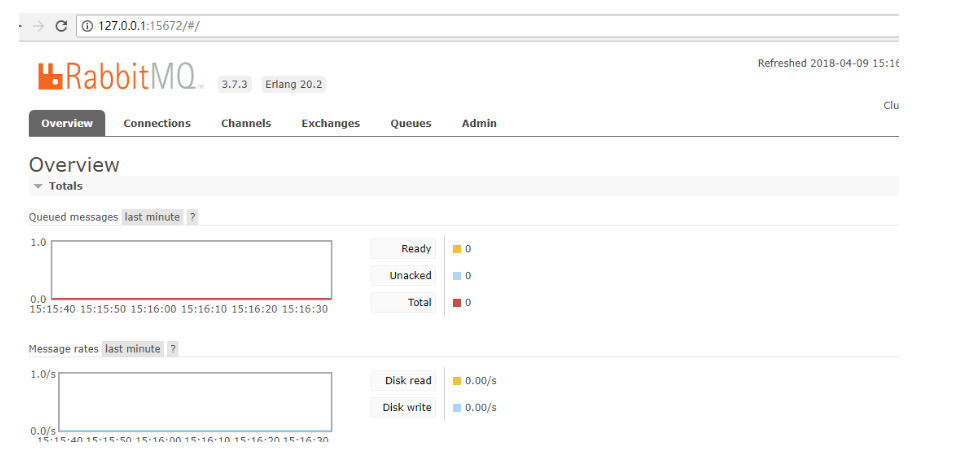 127.0.0.1:15672/#/
Refreshed 2018-04-09 15:16
RabbitMQ 3.7.3 Erlang 20.2
Clu
Overview Connections Channels Exchanges Queues Admin
Overview
Totals
Queued messages last minute ?
1.0
Ready 0
Unacked 0
0.0
Total 0
15:15:40 15:15:50 15:16:00 15:16:10 15:16:20 15:16:30
Message rates last minute ?
1.0/s
Disk read 0.00/s
Disk write 0.00/s
0.0/s
15:15:40 15:15:50 15:16:00 15:16:10 15:16:20 15:16:30